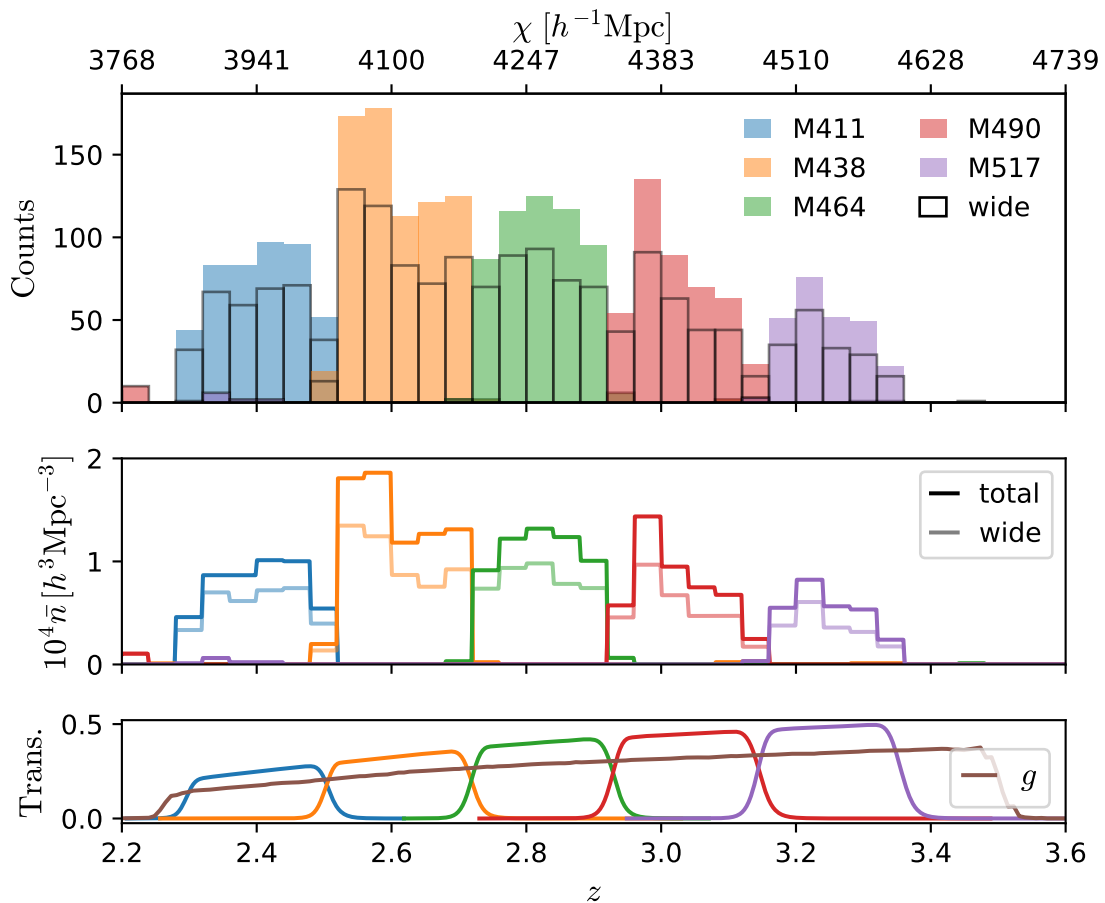 χ [h⁻¹Mpc]
3768 3941 4100 4247 4383 4510 4628 4739
Counts
150
100
50
0
M411 M490
M438 M517
M464 wide
10⁴n̄ [h³Mpc⁻³]
2
1
0
total
wide
Trans.
0.5
0.0
g
2.2 2.4 2.6 2.8 3.0 3.2 3.4 3.6
z